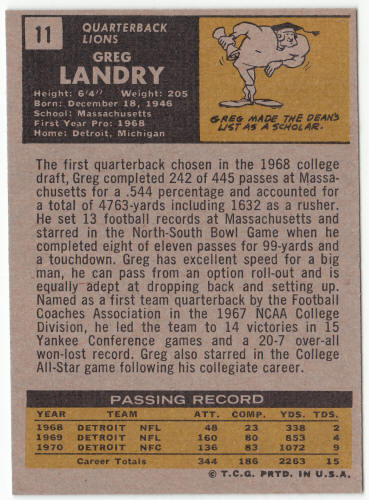 11
QUARTERBACK
LIONS
GREG
LANDRY
Height: 6'4" Weight: 205
Born: December 18, 1946
School: Massachusetts
First Year Pro: 1968
Home: Detroit, Michigan
GREG MADE THE DEAN'S
LIST AS A SCHOLAR.
The first quarterback chosen in the 1968 college
draft, Greg completed 242 of 445 passes at Massa-
chusetts for a .544 percentage and accounted for
a total of 4763-yards including 1632 as a rusher.
He set 13 football records at Massachusetts and
starred in the North-South Bowl Game when he
completed eight of eleven passes for 99-yards and
a touchdown. Greg has excellent speed for a big
man, he can pass from an option roll-out and is
equally adept at dropping back and setting up.
Named as a first team quarterback by the Football
Coaches Association in the 1967 NCAA College
Division, he led the team to 14 victories in 15
Yankee Conference games and a 20-7 over-all
won-lost record. Greg also starred in the College
All-Star game following his collegiate career.
PASSING RECORD
YEAR TEAM ATT. COM. YDS. TDS.
1968 DETROIT NFL 48 23 338 2
1969 DETROIT NFL 160 80 853 4
1970 DETROIT NFC 136 83 1072 9
Career Totals 344 186 2263 15
© T.C.G. PRTD. IN U.S.A.